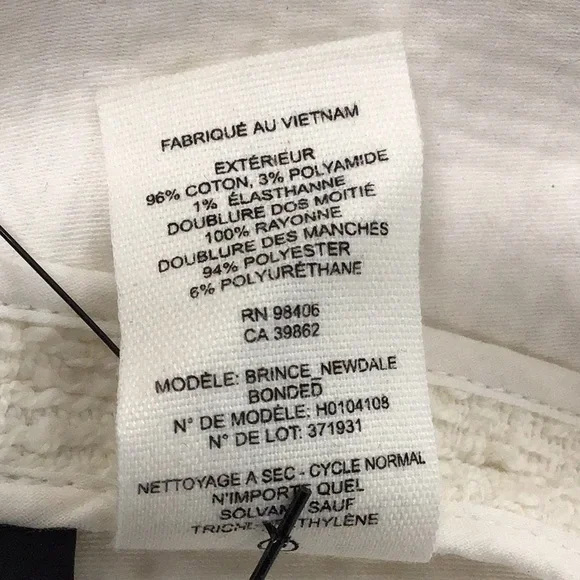 FABRIQUÉ AU VIETNAM
EXTÉRIEUR
96% COTON, 3% POLYAMIDE
1% ÉLASTHANNE
DOUBLURE DOS MOITIÉ
100% RAYONNE
DOUBLURE DES MANCHES
94% POLYESTER
6% POLYURÉTHANE
RN 98406
CA 39862
MODÈLE: BRINCE_NEWDALE
BONDED
N° DE MODÈLE: H0104108
N° DE LOT: 371931
NETTOYAGE A SEC - CYCLE NORMAL
N'IMPORTE QUEL
SOLVANT SAUF